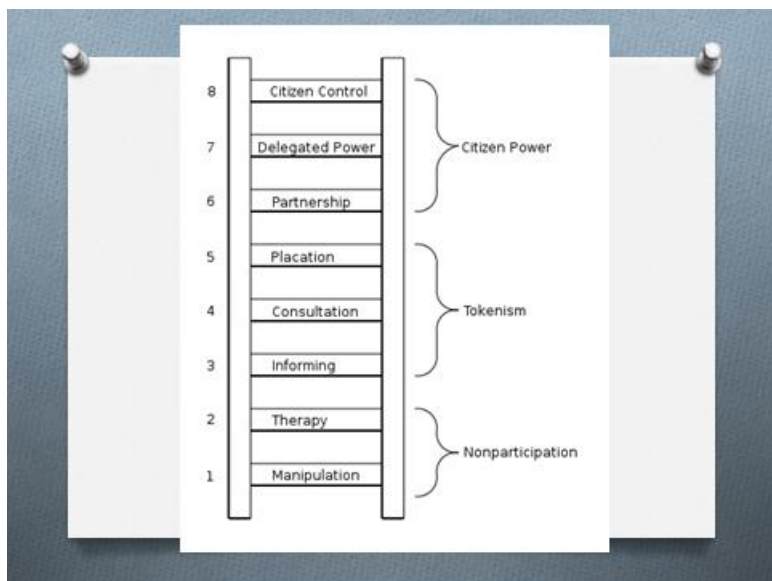 8 Citizen Control
7 Delegated Power
Citizen Power
6 Partnership
5 Placation
4 Consultation
Tokenism
3 Informing
2 Therapy
Nonparticipation
1 Manipulation